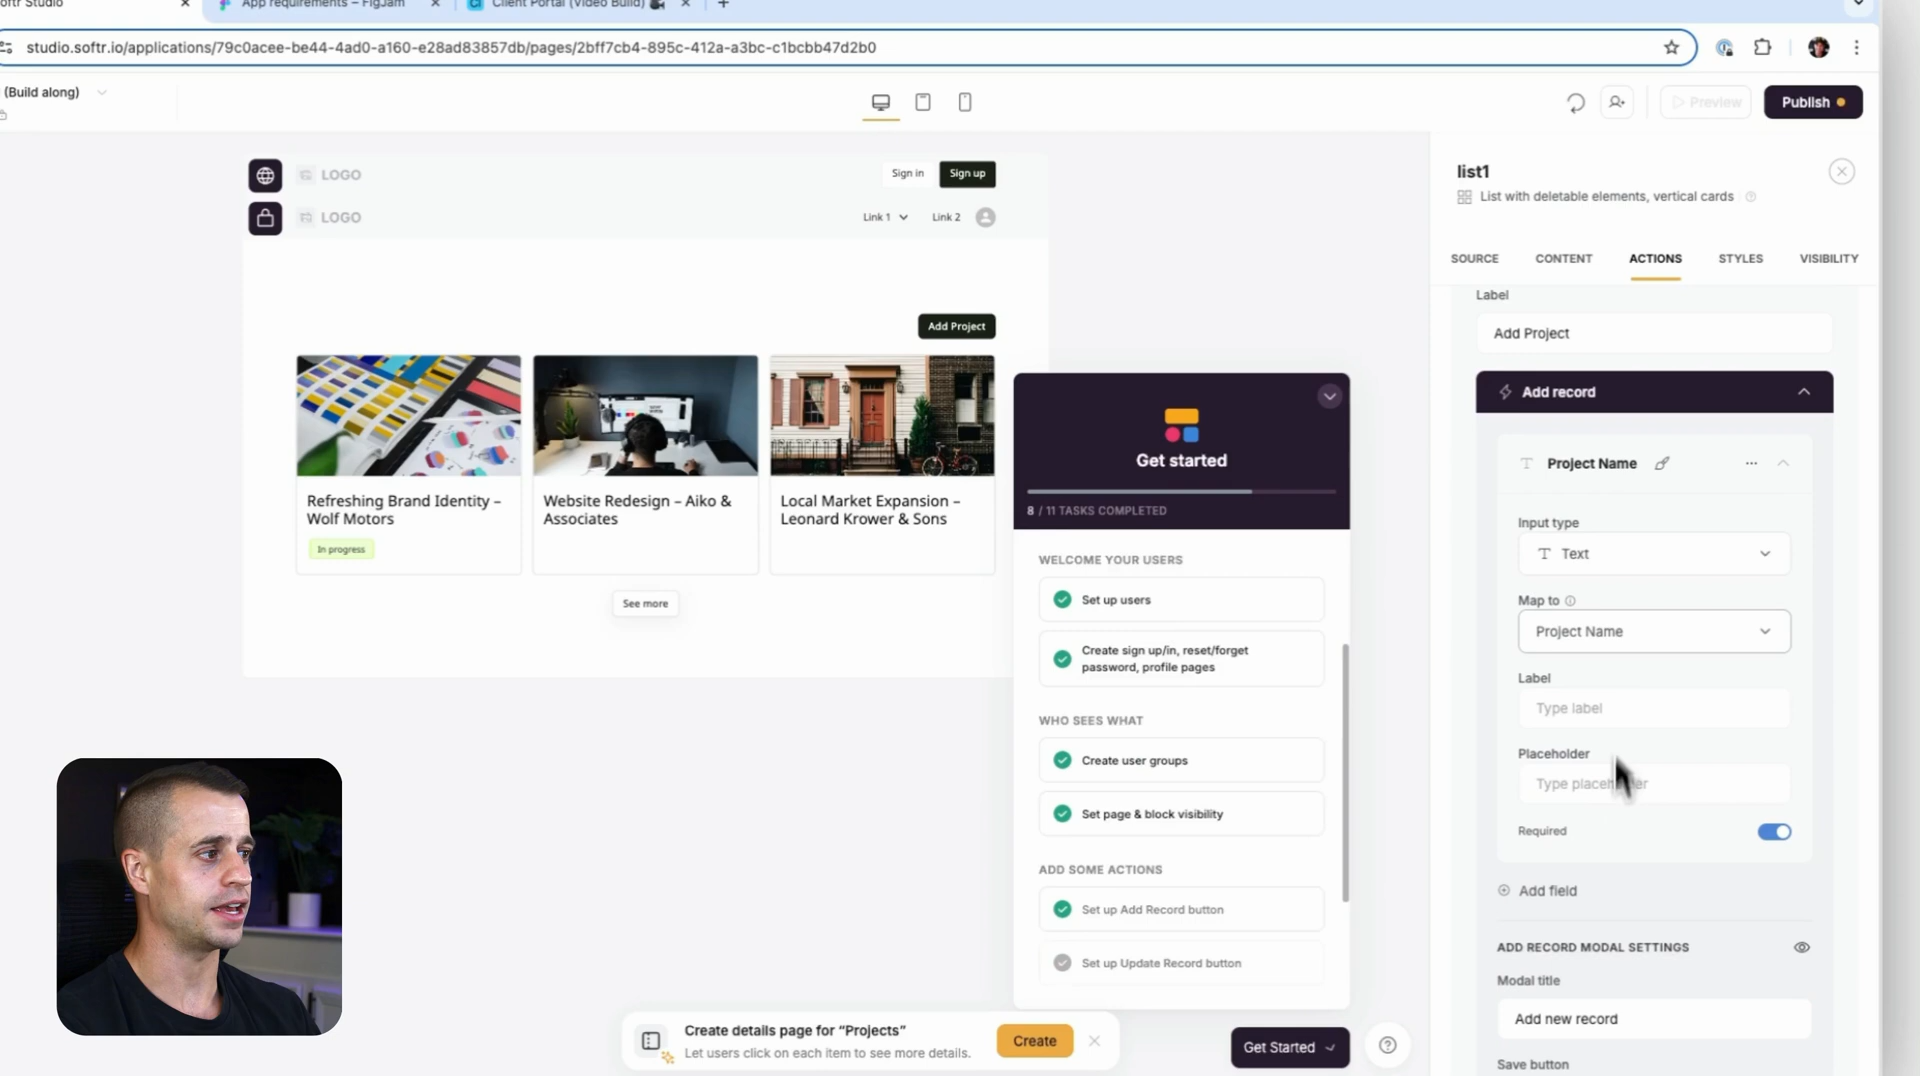 oftr Studio
App requirements – FigJam
Client Portal (Video Build)
studio.softr.io/applications/79c0acee-be44-4ad0-a160-e28ad83857db/pages/2bff7cb4-895c-412a-a3bc-c1bcbb47d2b0
(Build along)
Preview
Publish
LOGO
Sign in
Sign up
LOGO
Link 1
Link 2
Add Project
Refreshing Brand Identity –
Wolf Motors
In progress
Website Redesign – Aiko &
Associates
Local Market Expansion –
Leonard Krower & Sons
See more
Get started
8 / 11 TASKS COMPLETED
WELCOME YOUR USERS
Set up users
Create sign up/in, reset/forget
password, profile pages
WHO SEES WHAT
Create user groups
Set page & block visibility
ADD SOME ACTIONS
Set up Add Record button
Set up Update Record button
Create details page for “Projects”
Let users click on each item to see more details.
Create
Get Started
list1
List with deletable elements, vertical cards
SOURCE
CONTENT
ACTIONS
STYLES
VISIBILITY
Label
Add Project
Add record
Project Name
Input type
Text
Map to
Project Name
Label
Type label
Placeholder
Type placeholder
Required
Add field
ADD RECORD MODAL SETTINGS
Modal title
Add new record
Save button